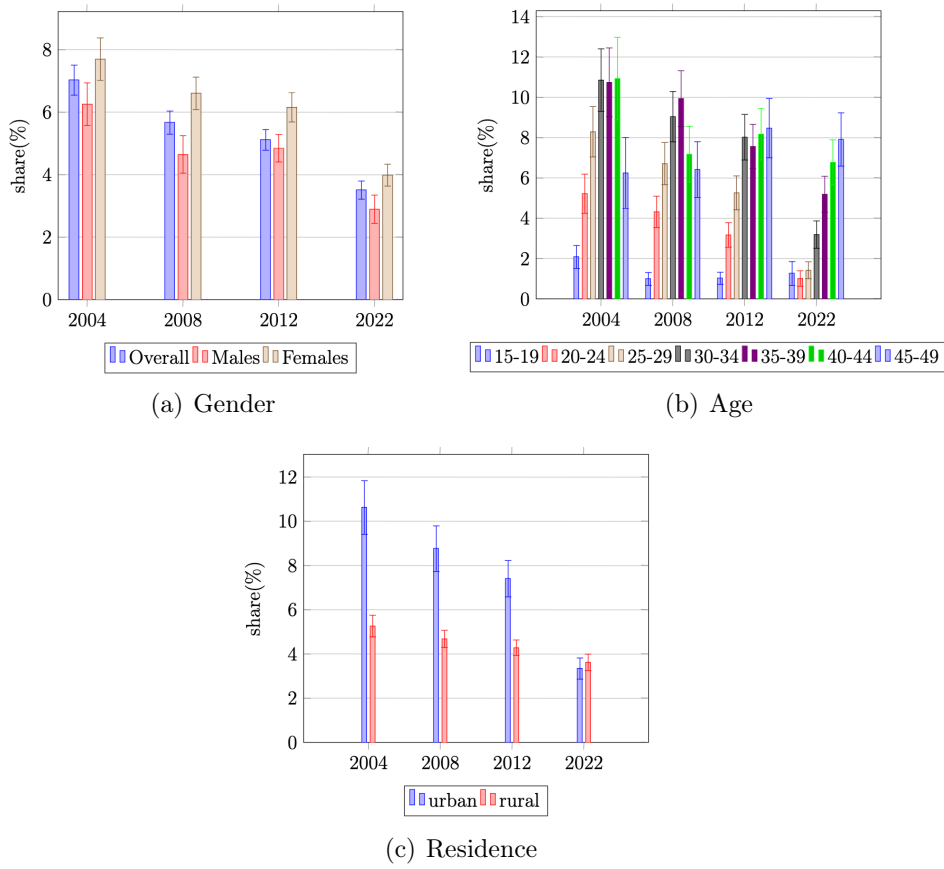 8
6
4
2
0
share(%)
2004 2008 2012 2022
Overall Males Females
(a) Gender
14
12
10
8
6
4
2
0
share(%)
2004 2008 2012 2022
15-19 20-24 25-29 30-34 35-39 40-44 45-49
(b) Age
12
10
8
6
4
2
0
share(%)
2004 2008 2012 2022
urban rural
(c) Residence